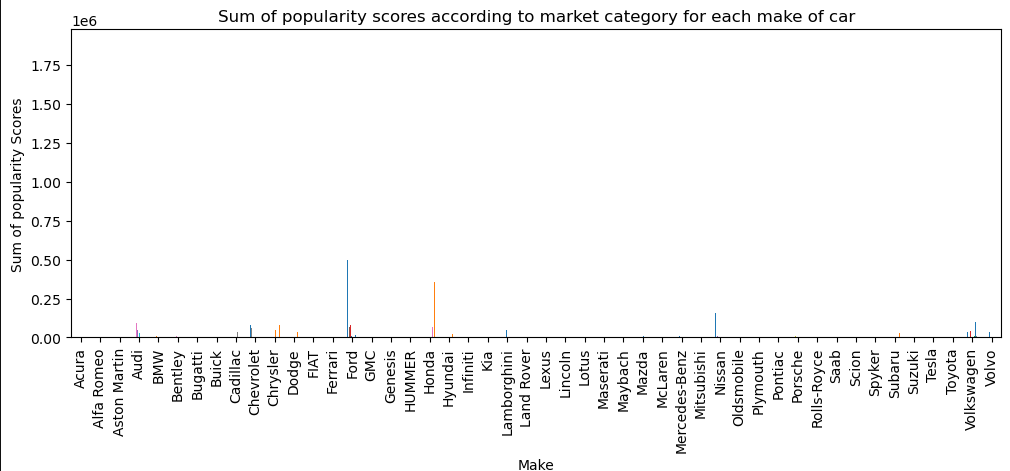 Sum of popularity scores according to market category for each make of car
1e6
1.75
1.50
1.25
1.00
0.75
0.50
0.25
0.00
Sum of popularity Scores
Acura
Alfa Romeo
Aston Martin
Audi
BMW
Bentley
Bugatti
Buick
Cadillac
Chevrolet
Chrysler
Dodge
FIAT
Ferrari
Ford
GMC
Genesis
HUMMER
Honda
Hyundai
Infiniti
Kia
Lamborghini
Land Rover
Lexus
Lincoln
Lotus
Maserati
Maybach
Mazda
McLaren
Mercedes-Benz
Mitsubishi
Nissan
Oldsmobile
Plymouth
Pontiac
Porsche
Rolls-Royce
Saab
Scion
Spyker
Subaru
Suzuki
Tesla
Toyota
Volkswagen
Volvo
Make